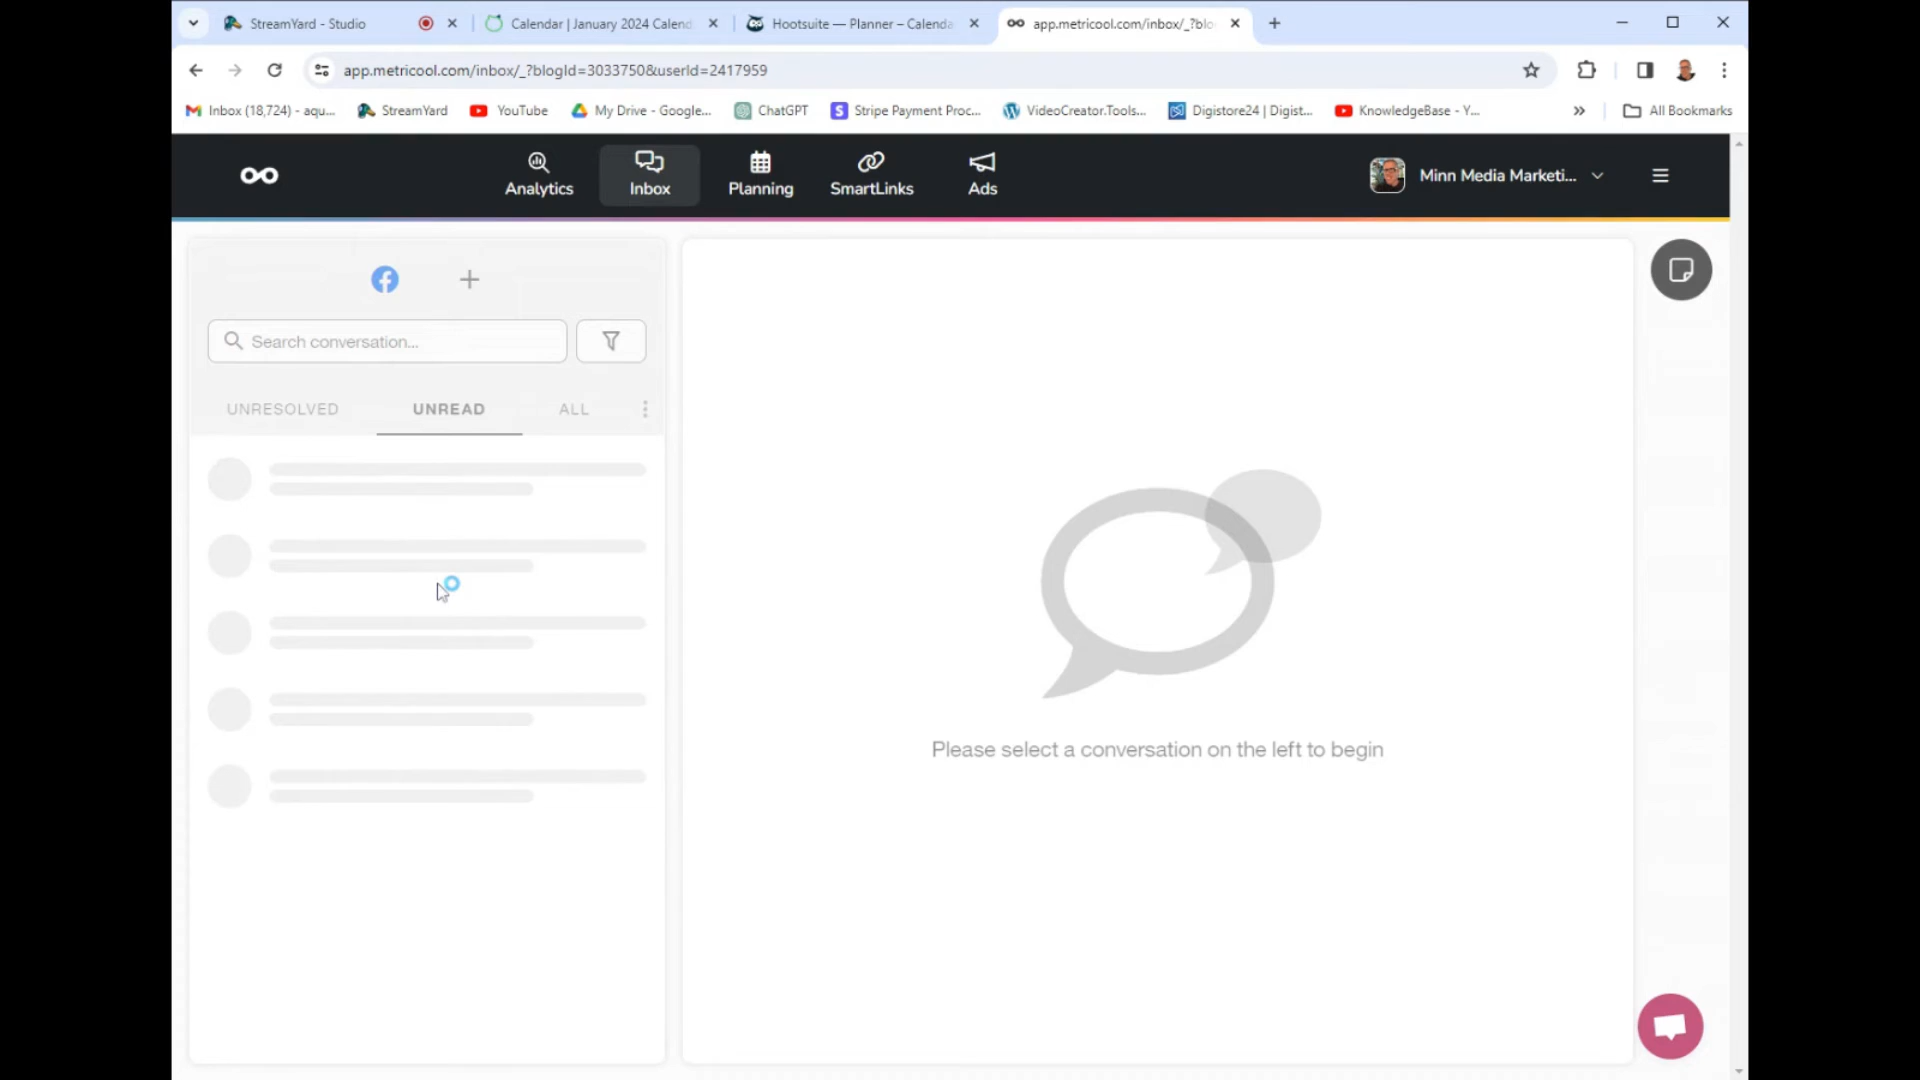 StreamYard - Studio
Calendar | January 2024 Calend
Hootsuite — Planner – Calenda
app.metricool.com/inbox/_?blo
app.metricool.com/inbox/_?blogId=3033750&userId=2417959
Inbox (18,724) - aqu...
StreamYard
YouTube
My Drive - Google...
ChatGPT
Stripe Payment Proc...
VideoCreator.Tools...
Digistore24 | Digist...
KnowledgeBase - Y...
All Bookmarks
Analytics
Inbox
Planning
SmartLinks
Ads
Minn Media Marketi...
Search conversation...
UNRESOLVED
UNREAD
ALL
Please select a conversation on the left to begin